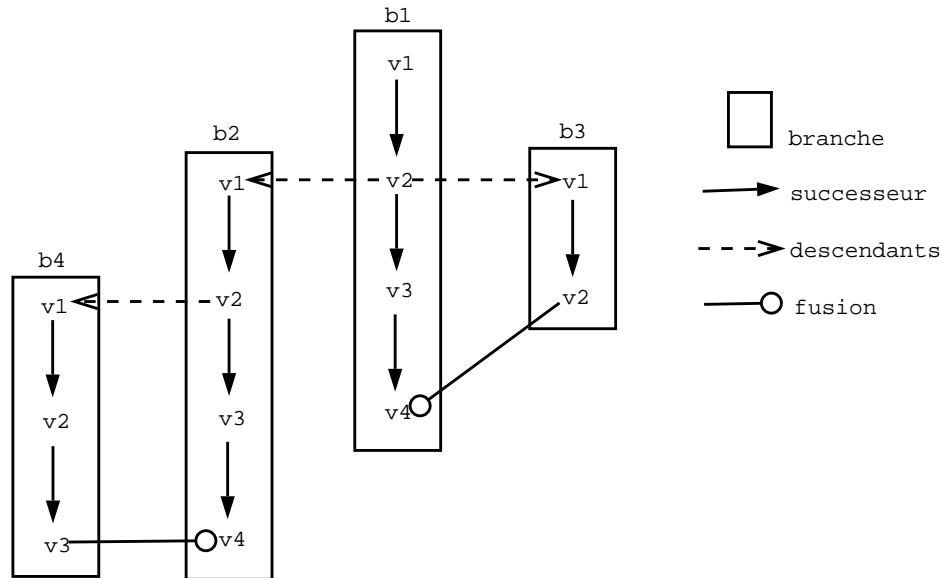 b1
v1
v2
v3
v4
b2
v1
v2
v3
v4
b3
v1
v2
b4
v1
v2
v3
branche
successeur
descendants
fusion